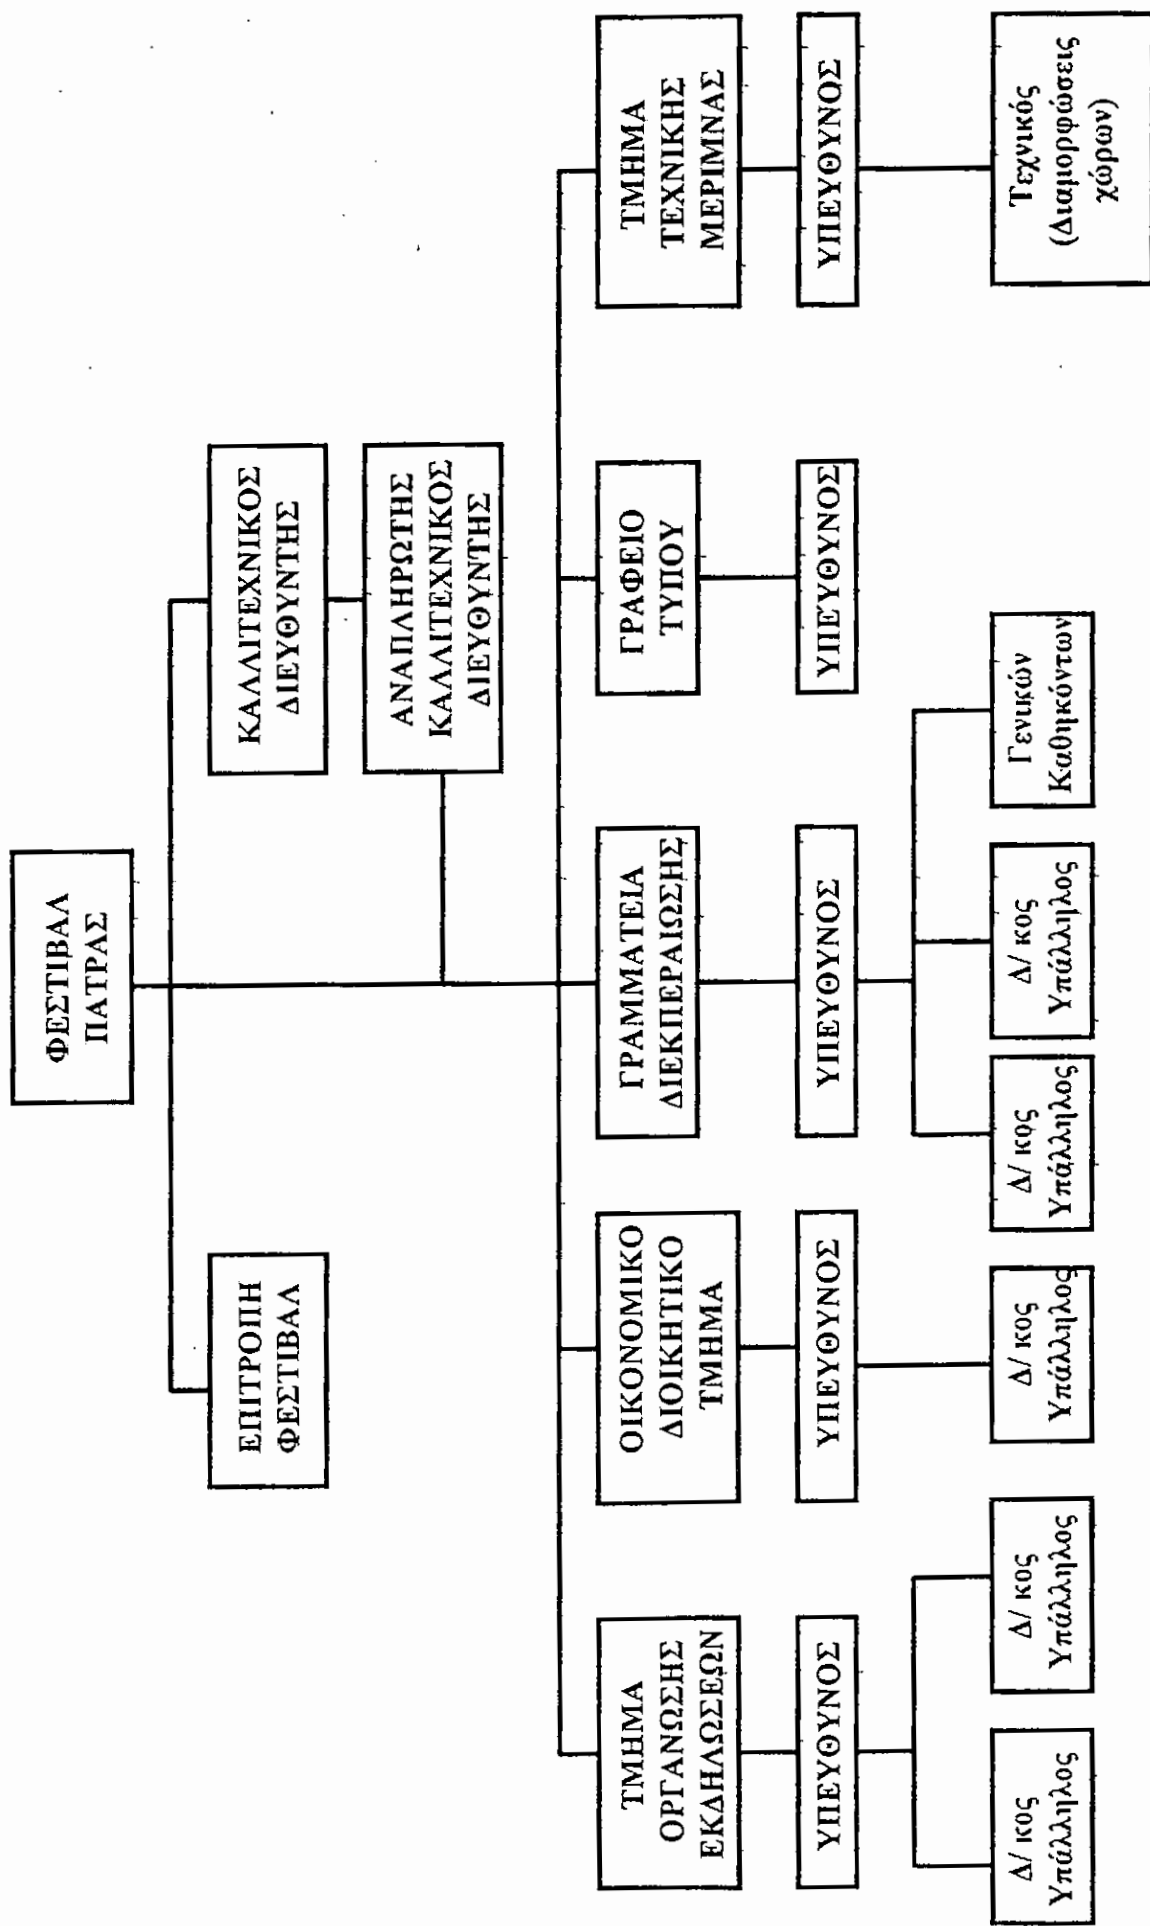 ΦΕΣΤΙΒΑΛ
ΠΑΤΡΑΣ
ΕΠΙΤΡΟΠΗ
ΦΕΣΤΙΒΑΛ
ΚΑΛΛΙΤΕΧΝΙΚΟΣ
ΔΙΕΥΘΥΝΤΗΣ
ΑΝΑΠΛΗΡΩΤΗΣ
ΚΑΛΛΙΤΕΧΝΙΚΟΣ
ΔΙΕΥΘΥΝΤΗΣ
ΤΜΗΜΑ
ΟΡΓΑΝΩΣΗΣ
ΕΚΔΗΛΩΣΕΩΝ
ΟΙΚΟΝΟΜΙΚΟ
ΔΙΟΙΚΗΤΙΚΟ
ΤΜΗΜΑ
ΓΡΑΜΜΑΤΕΙΑ
ΔΙΕΚΠΕΡΑΙΩΣΗΣ
ΓΡΑΦΕΙΟ
ΤΥΠΟΥ
ΤΜΗΜΑ
ΤΕΧΝΙΚΗΣ
ΜΕΡΙΜΝΑΣ
ΥΠΕΥΘΥΝΟΣ
ΥΠΕΥΘΥΝΟΣ
ΥΠΕΥΘΥΝΟΣ
ΥΠΕΥΘΥΝΟΣ
ΥΠΕΥΘΥΝΟΣ
Δ/ κος
Υπάλληλος
Δ/ κος
Υπάλληλος
Δ/ κος
Υπάλληλος
Δ/ κος
Υπάλληλος
Δ/ κος
Υπάλληλος
Γενικών
Καθηκόντων
Τεχνικός
(Διαμορφώσεις
χώρων)